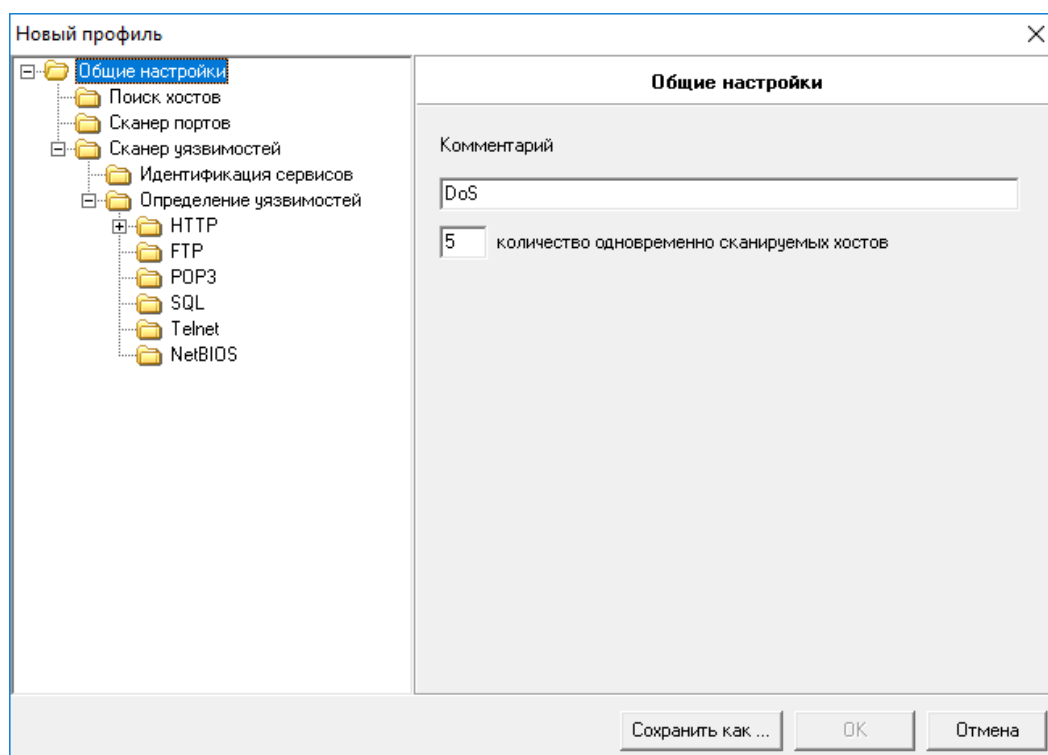 Новый профиль
Общие настройки
Поиск хостов
Сканер портов
Сканер уязвимостей
Идентификация сервисов
Определение уязвимостей
HTTP
FTP
POP3
SQL
Telnet
NetBIOS
Общие настройки
Комментарий
DoS
5 количество одновременно сканируемых хостов
Сохранить как ... OK Отмена